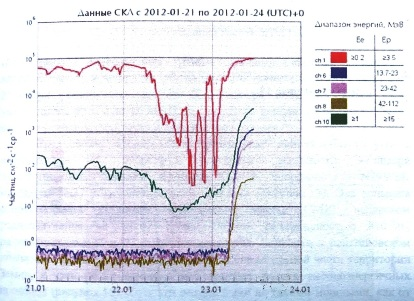 Данные СКЛ с 2012-01-21 по 2012-01-24 (UTC)+0
Диапазон энергий, МэВ
Ee Ep
ch 1 ≥0.2 ≥3.5
ch 6 13.7-23
ch 7 23-42
ch 8 42-112
ch 10 ≥1 ≥15
Частиц см-2 с-1 ср-1
10⁶
10⁵
10⁴
10³
10²
10¹
10⁰
10⁻¹
21.01 22.01 23.01 24.01